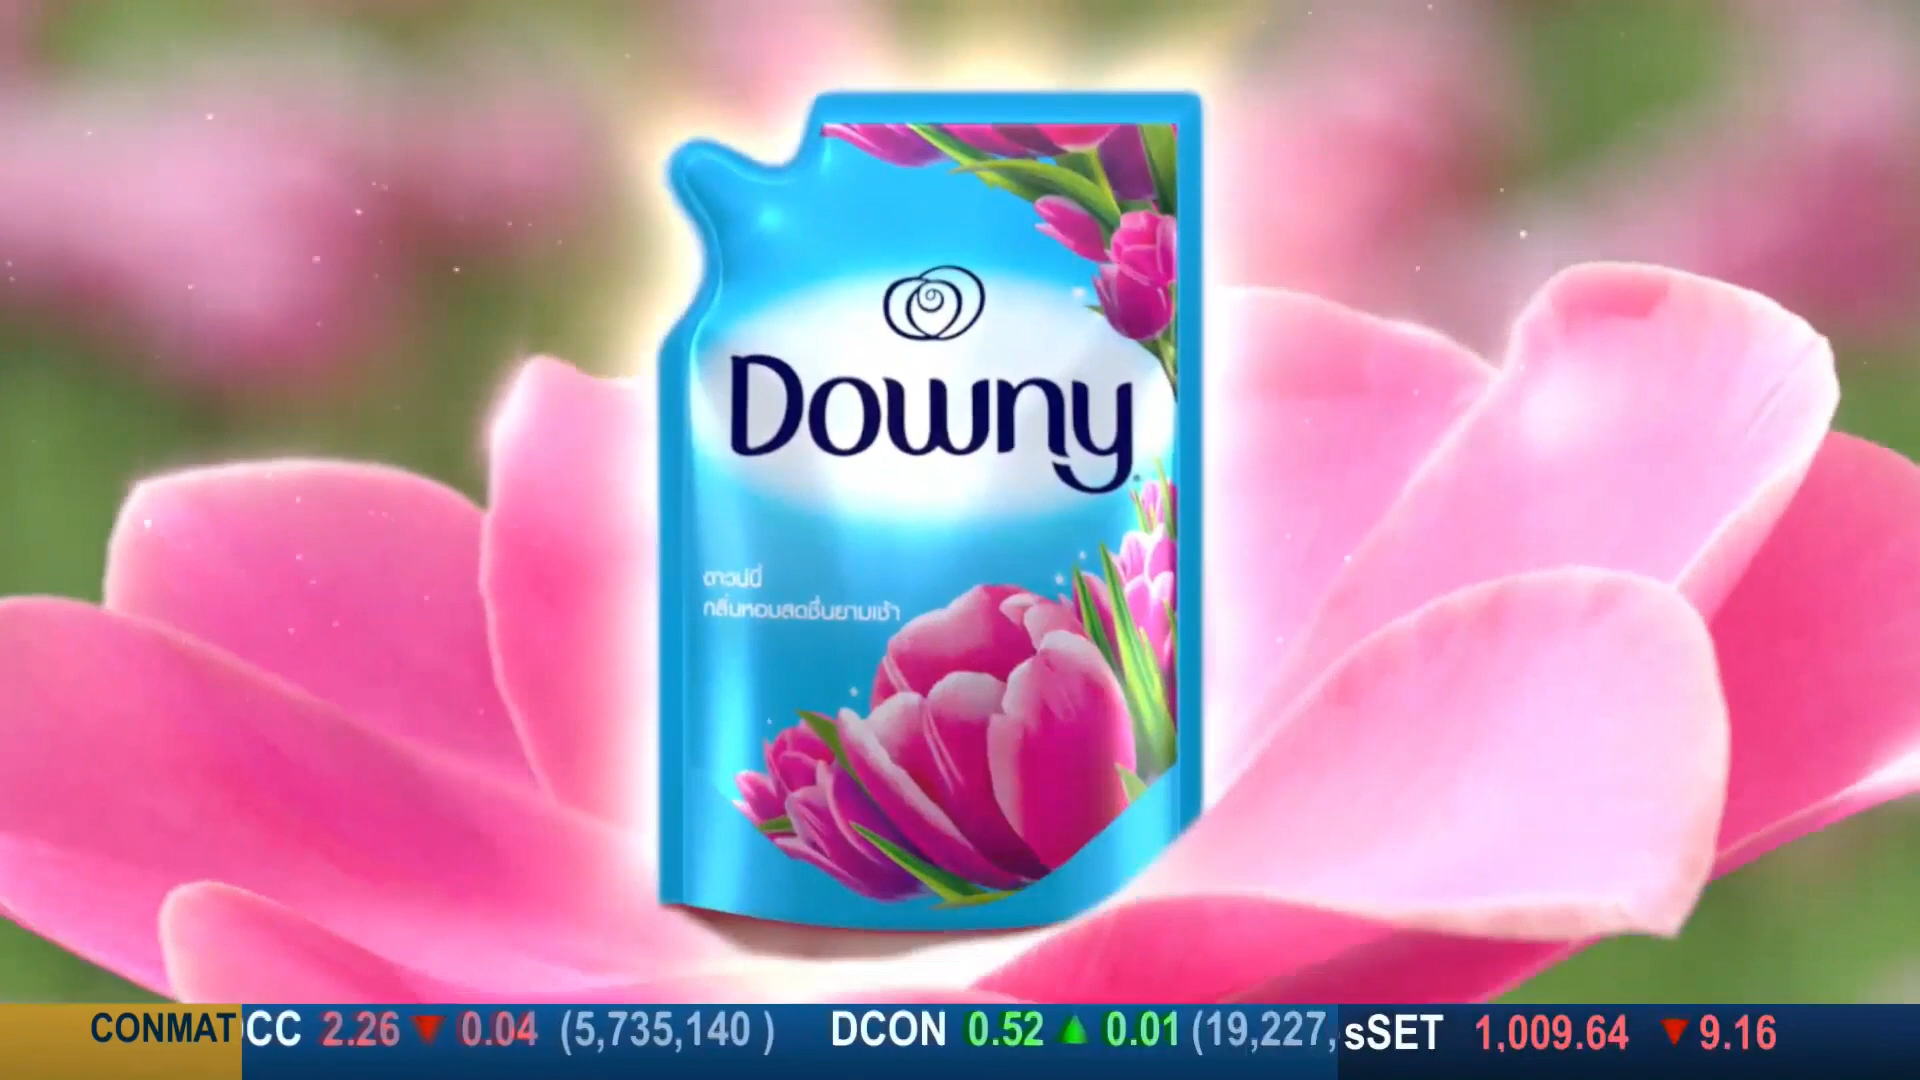 Downy
ดาวน์นี่
กลิ่นหอมสดชื่นยามเช้า
CONMAT CC 2.26 ▼ 0.04 (5,735,140 ) DCON 0.52 ▲ 0.01 (19,227, sSET 1,009.64 ▼ 9.16